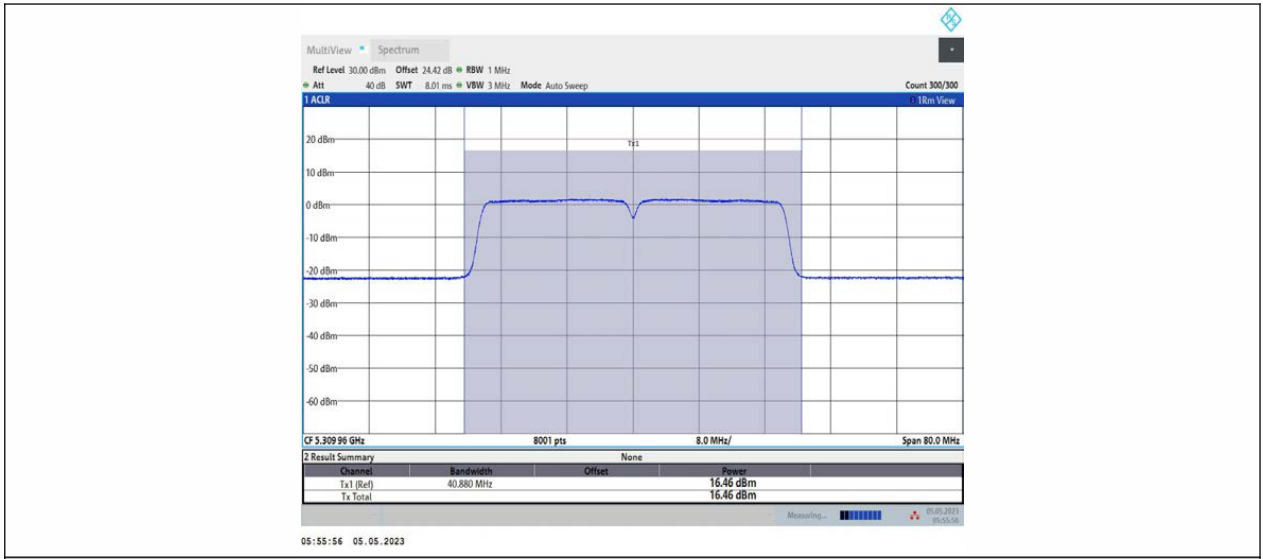 MultiView Spectrum
Ref Level 30.00 dBm Offset 24.42 dB RBW 1 MHz
Att 40 dB SWT 8.01 ms VBW 3 MHz Mode Auto Sweep Count 300/300
1 ACLR 1Rm View
20 dBm
Tx1
10 dBm
0 dBm
-10 dBm
-20 dBm
-30 dBm
-40 dBm
-50 dBm
-60 dBm
CF 5.309 96 GHz 8001 pts 8.0 MHz/ Span 80.0 MHz
2 Result Summary None
Channel Bandwidth Offset Power
Tx1 (Ref) 40.880 MHz 16.46 dBm
Tx Total 16.46 dBm
Measuring... 05.05.2023
05:55:56
05:55:56 05.05.2023